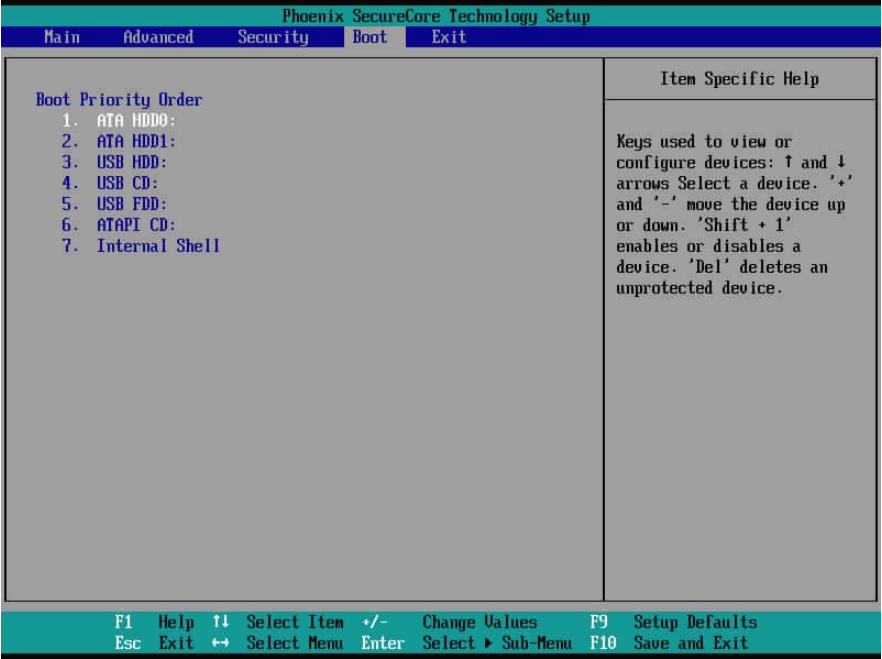 Phoenix SecureCore Technology Setup
Main Advanced Security Boot Exit
Boot Priority Order
1. ATA HDD0:
2. ATA HDD1:
3. USB HDD:
4. USB CD:
5. USB FDD:
6. ATAPI CD:
7. Internal Shell
Item Specific Help
Keys used to view or
configure devices: ↑ and ↓
arrows Select a device. '+'
and '-' move the device up
or down. 'Shift + 1'
enables or disables a
device. 'Del' deletes an
unprotected device.
F1 Help ↑↓ Select Item +/- Change Values F9 Setup Defaults
Esc Exit ↔ Select Menu Enter Select ▶ Sub-Menu F10 Save and Exit